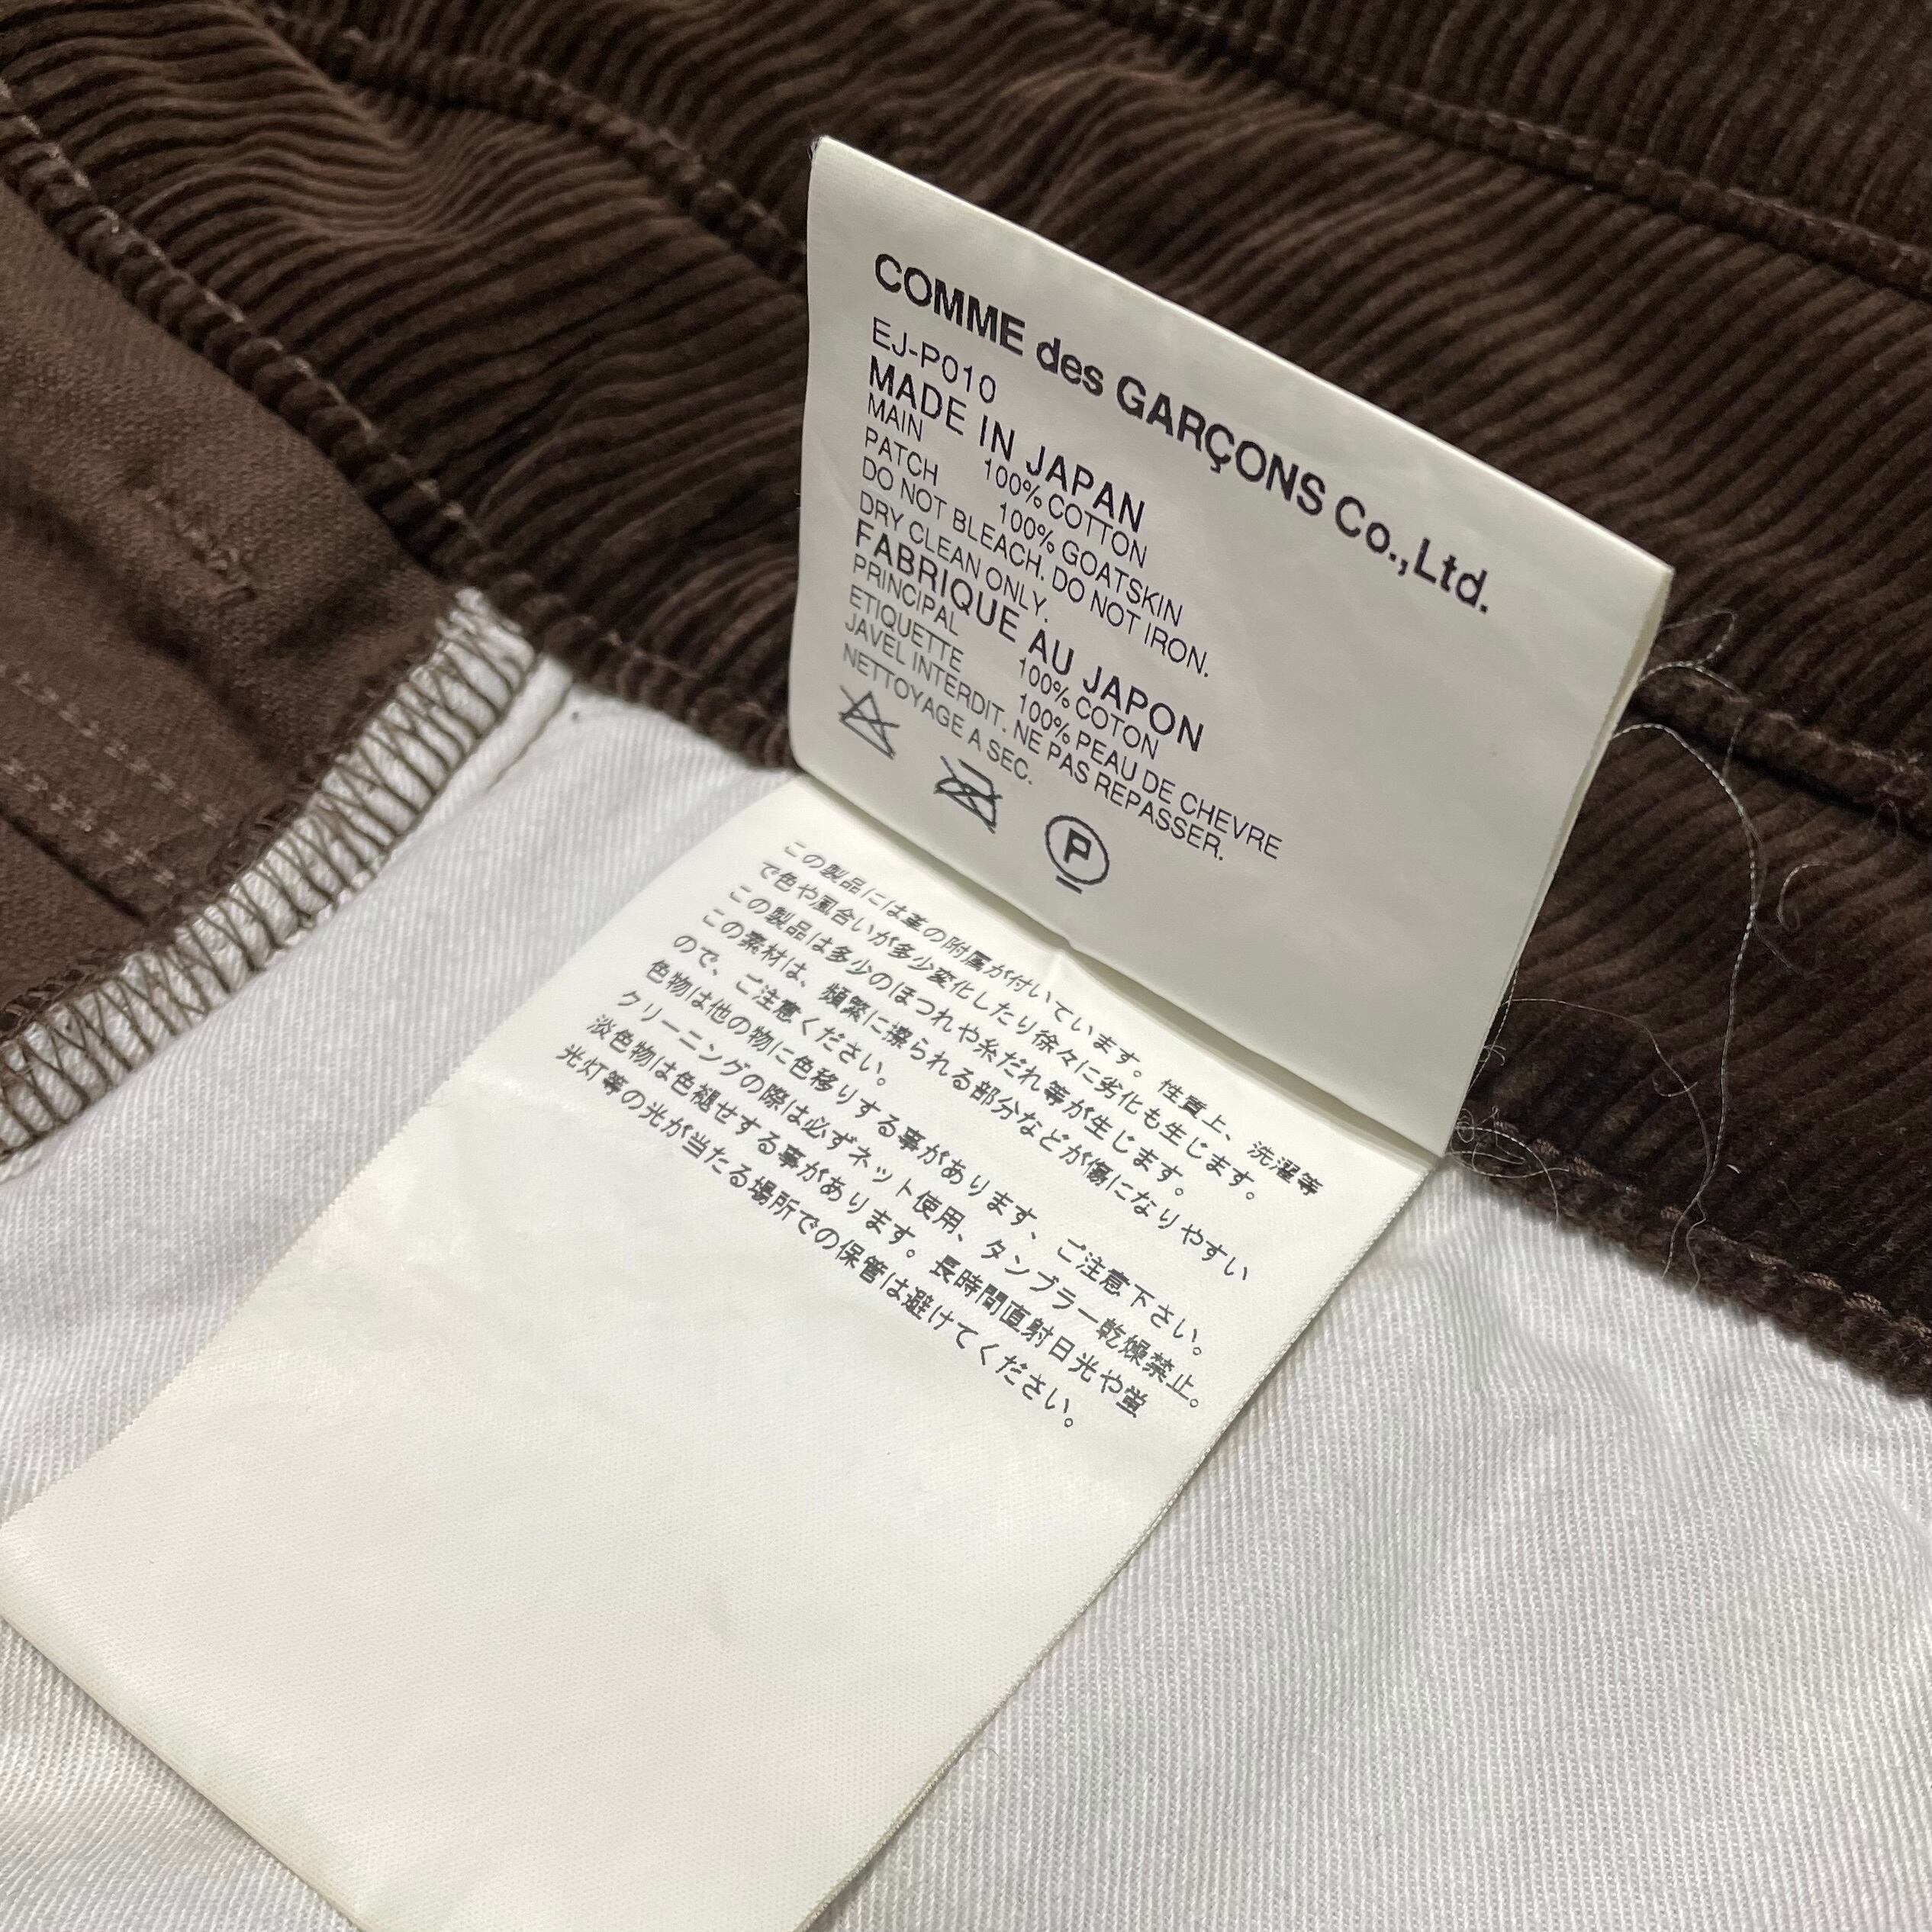 COMME des GARÇONS Co.,Ltd.
EJ-P010
MADE IN JAPAN
MAIN 100% COTTON
PATCH 100% GOATSKIN
DO NOT BLEACH. DO NOT IRON.
DRY CLEAN ONLY.
FABRIQUE AU JAPON
PRINCIPAL 100% COTON
ETIQUETTE 100% PEAU DE CHEVRE
JAVEL INTERDIT. NE PAS REPASSER.
NETTOYAGE A SEC.
P
この製品には革の附属が付いています。性質上、洗濯等
で色や風合いが多少変化したり徐々に劣化も生じます。
この製品は多少のほつれや糸だれ等が生じます。
この素材は、頻繁に擦られる部分などが傷になりやすい
ので、ご注意ください。
色物は他の物に色移りする事があります、ご注意下さい。
クリーニングの際は必ずネット使用、タンブラー乾燥禁止。
淡色物は色褪せする事があります。長時間直射日光や蛍
光灯等の光が当たる場所での保管は避けてください。